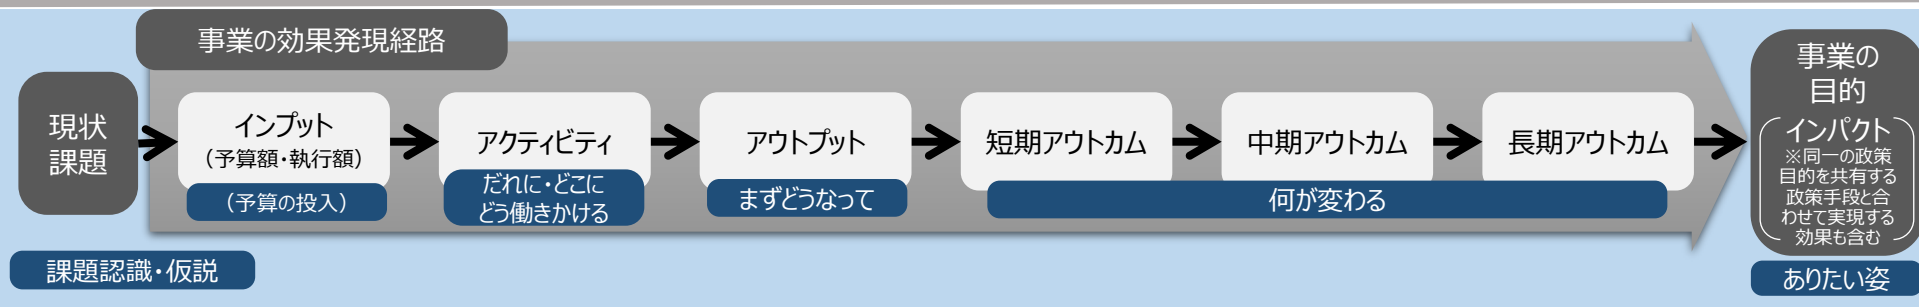 事業の効果発現経路
現状
課題
インプット
（予算額・執行額）
（予算の投入）
アクティビティ
だれに・どこに
どう働きかける
アウトプット
まずどうなって
短期アウトカム
中期アウトカム
長期アウトカム
何が変わる
事業の
目的
インパクト
※同一の政策
目的を共有する
政策手段と合
わせて実現する
効果も含む
課題認識・仮説
ありたい姿